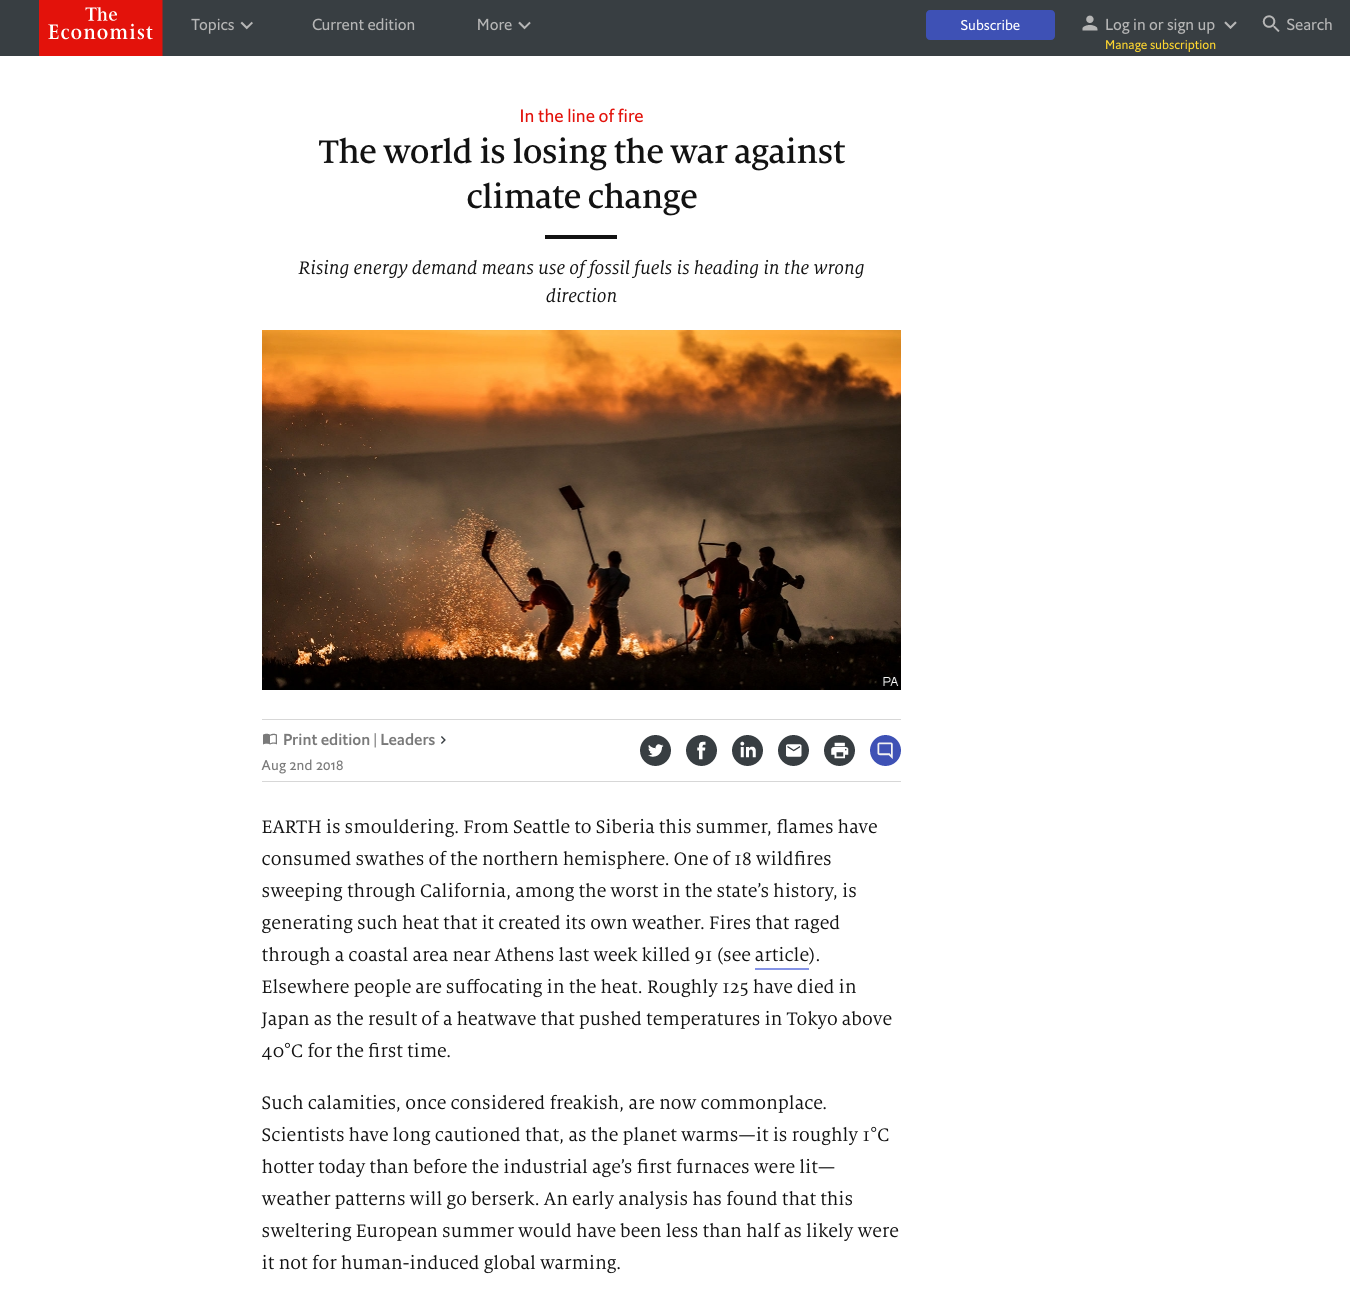 The
Economist
Topics
Current edition
More
Subscribe
Log in or sign up
Manage subscription
Search
In the line of fire
The world is losing the war against
climate change
Rising energy demand means use of fossil fuels is heading in the wrong
direction
PA
Print edition | Leaders
Aug 2nd 2018
EARTH is smouldering. From Seattle to Siberia this summer, flames have
consumed swathes of the northern hemisphere. One of 18 wildfires
sweeping through California, among the worst in the state’s history, is
generating such heat that it created its own weather. Fires that raged
through a coastal area near Athens last week killed 91 (see article).
Elsewhere people are suffocating in the heat. Roughly 125 have died in
Japan as the result of a heatwave that pushed temperatures in Tokyo above
40°C for the first time.
Such calamities, once considered freakish, are now commonplace.
Scientists have long cautioned that, as the planet warms—it is roughly 1°C
hotter today than before the industrial age’s first furnaces were lit—
weather patterns will go berserk. An early analysis has found that this
sweltering European summer would have been less than half as likely were
it not for human-induced global warming.